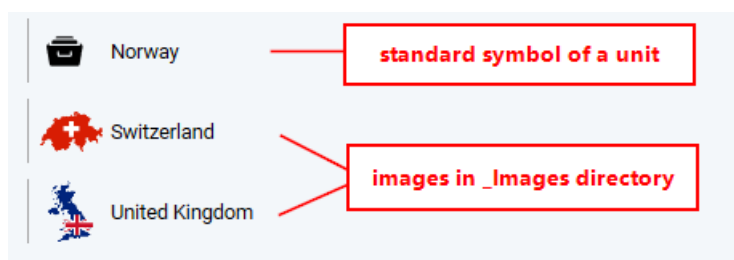 Norway
standard symbol of a unit
Switzerland
images in _Images directory
United Kingdom